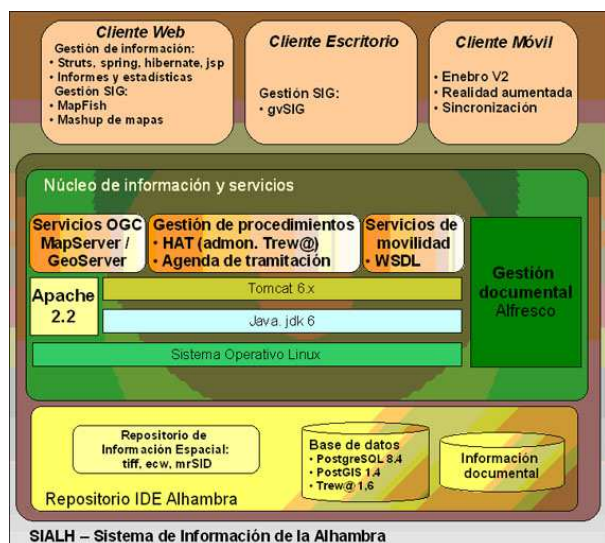 Cliente Web
Gestión de información:
• Struts, spring, hibernate, jsp
• Informes y estadísticas
Gestión SIG:
• MapFish
• Mashup de mapas
Cliente Escritorio
Gestión SIG:
• gvSIG
Cliente Móvil
• Enebro V2
• Realidad aumentada
• Sincronización
Núcleo de información y servicios
Servicios OGC
MapServer /
GeoServer
Gestión de procedimientos
• HAT (admon. Trew@)
• Agenda de tramitación
Servicios de
movilidad
• WSDL
Gestión
documental
Alfresco
Apache
2.2
Tomcat 6.x
Java. jdk 6
Sistema Operativo Linux
Repositorio de
Información Espacial:
tiff, ecw, mrSID
Base de datos
• PostgreSQL 8.4
• PostGIS 1.4
• Trew@ 1.6
Información
documental
Repositorio IDE Alhambra
SIALH – Sistema de Información de la Alhambra